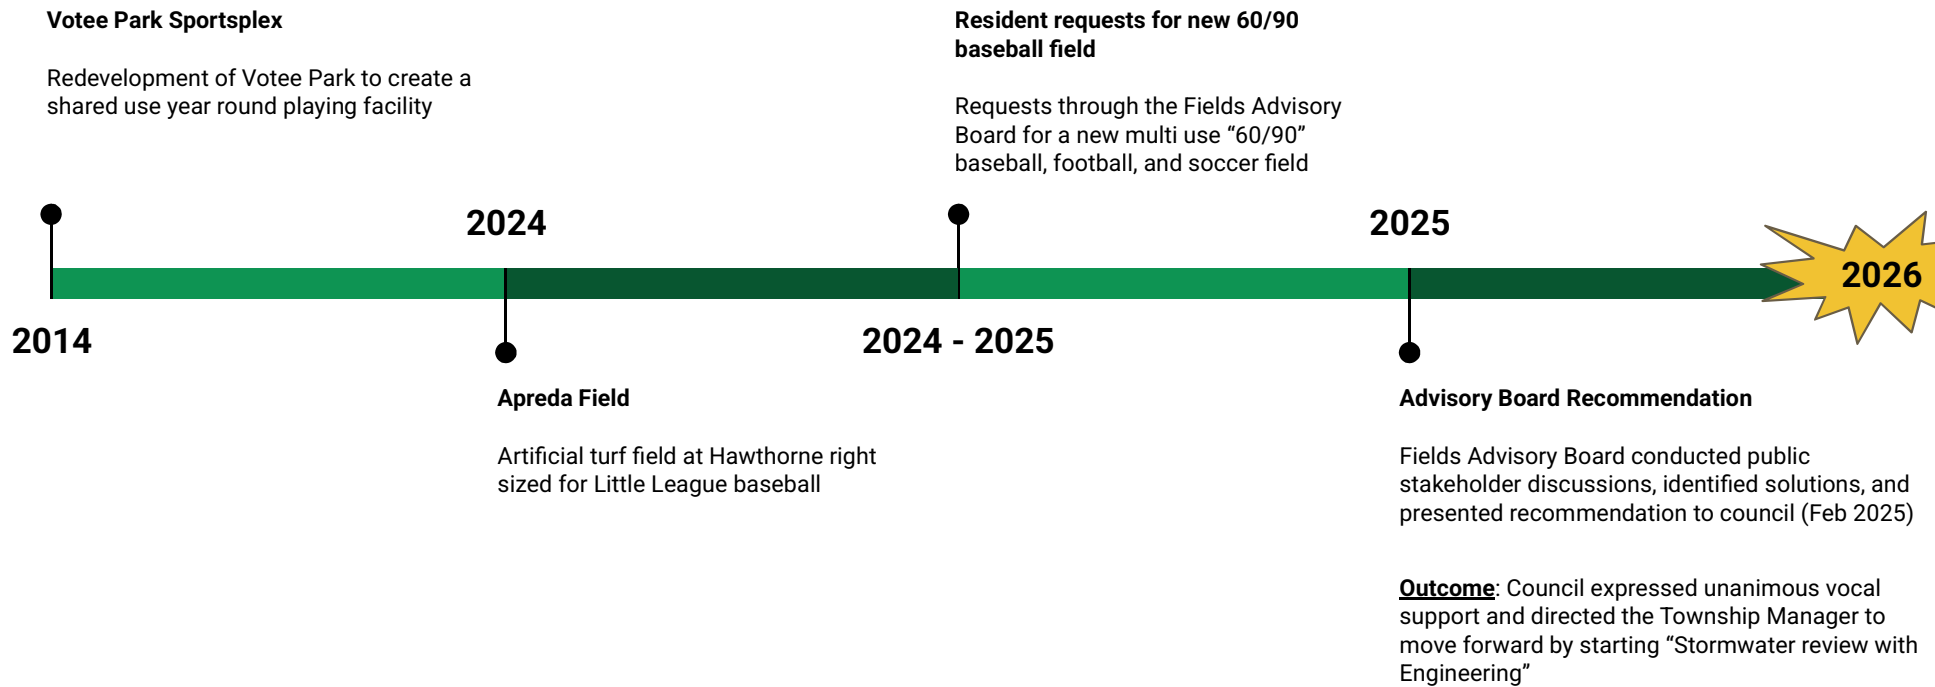 Votee Park Sportsplex
Redevelopment of Votee Park to create a
shared use year round playing facility
Resident requests for new 60/90
baseball field
Requests through the Fields Advisory
Board for a new multi use “60/90”
baseball, football, and soccer field
2024
2025
2026
2014
2024 - 2025
Apreda Field
Artificial turf field at Hawthorne right
sized for Little League baseball
Advisory Board Recommendation
Fields Advisory Board conducted public
stakeholder discussions, identified solutions, and
presented recommendation to council (Feb 2025)
Outcome: Council expressed unanimous vocal
support and directed the Township Manager to
move forward by starting “Stormwater review with
Engineering”